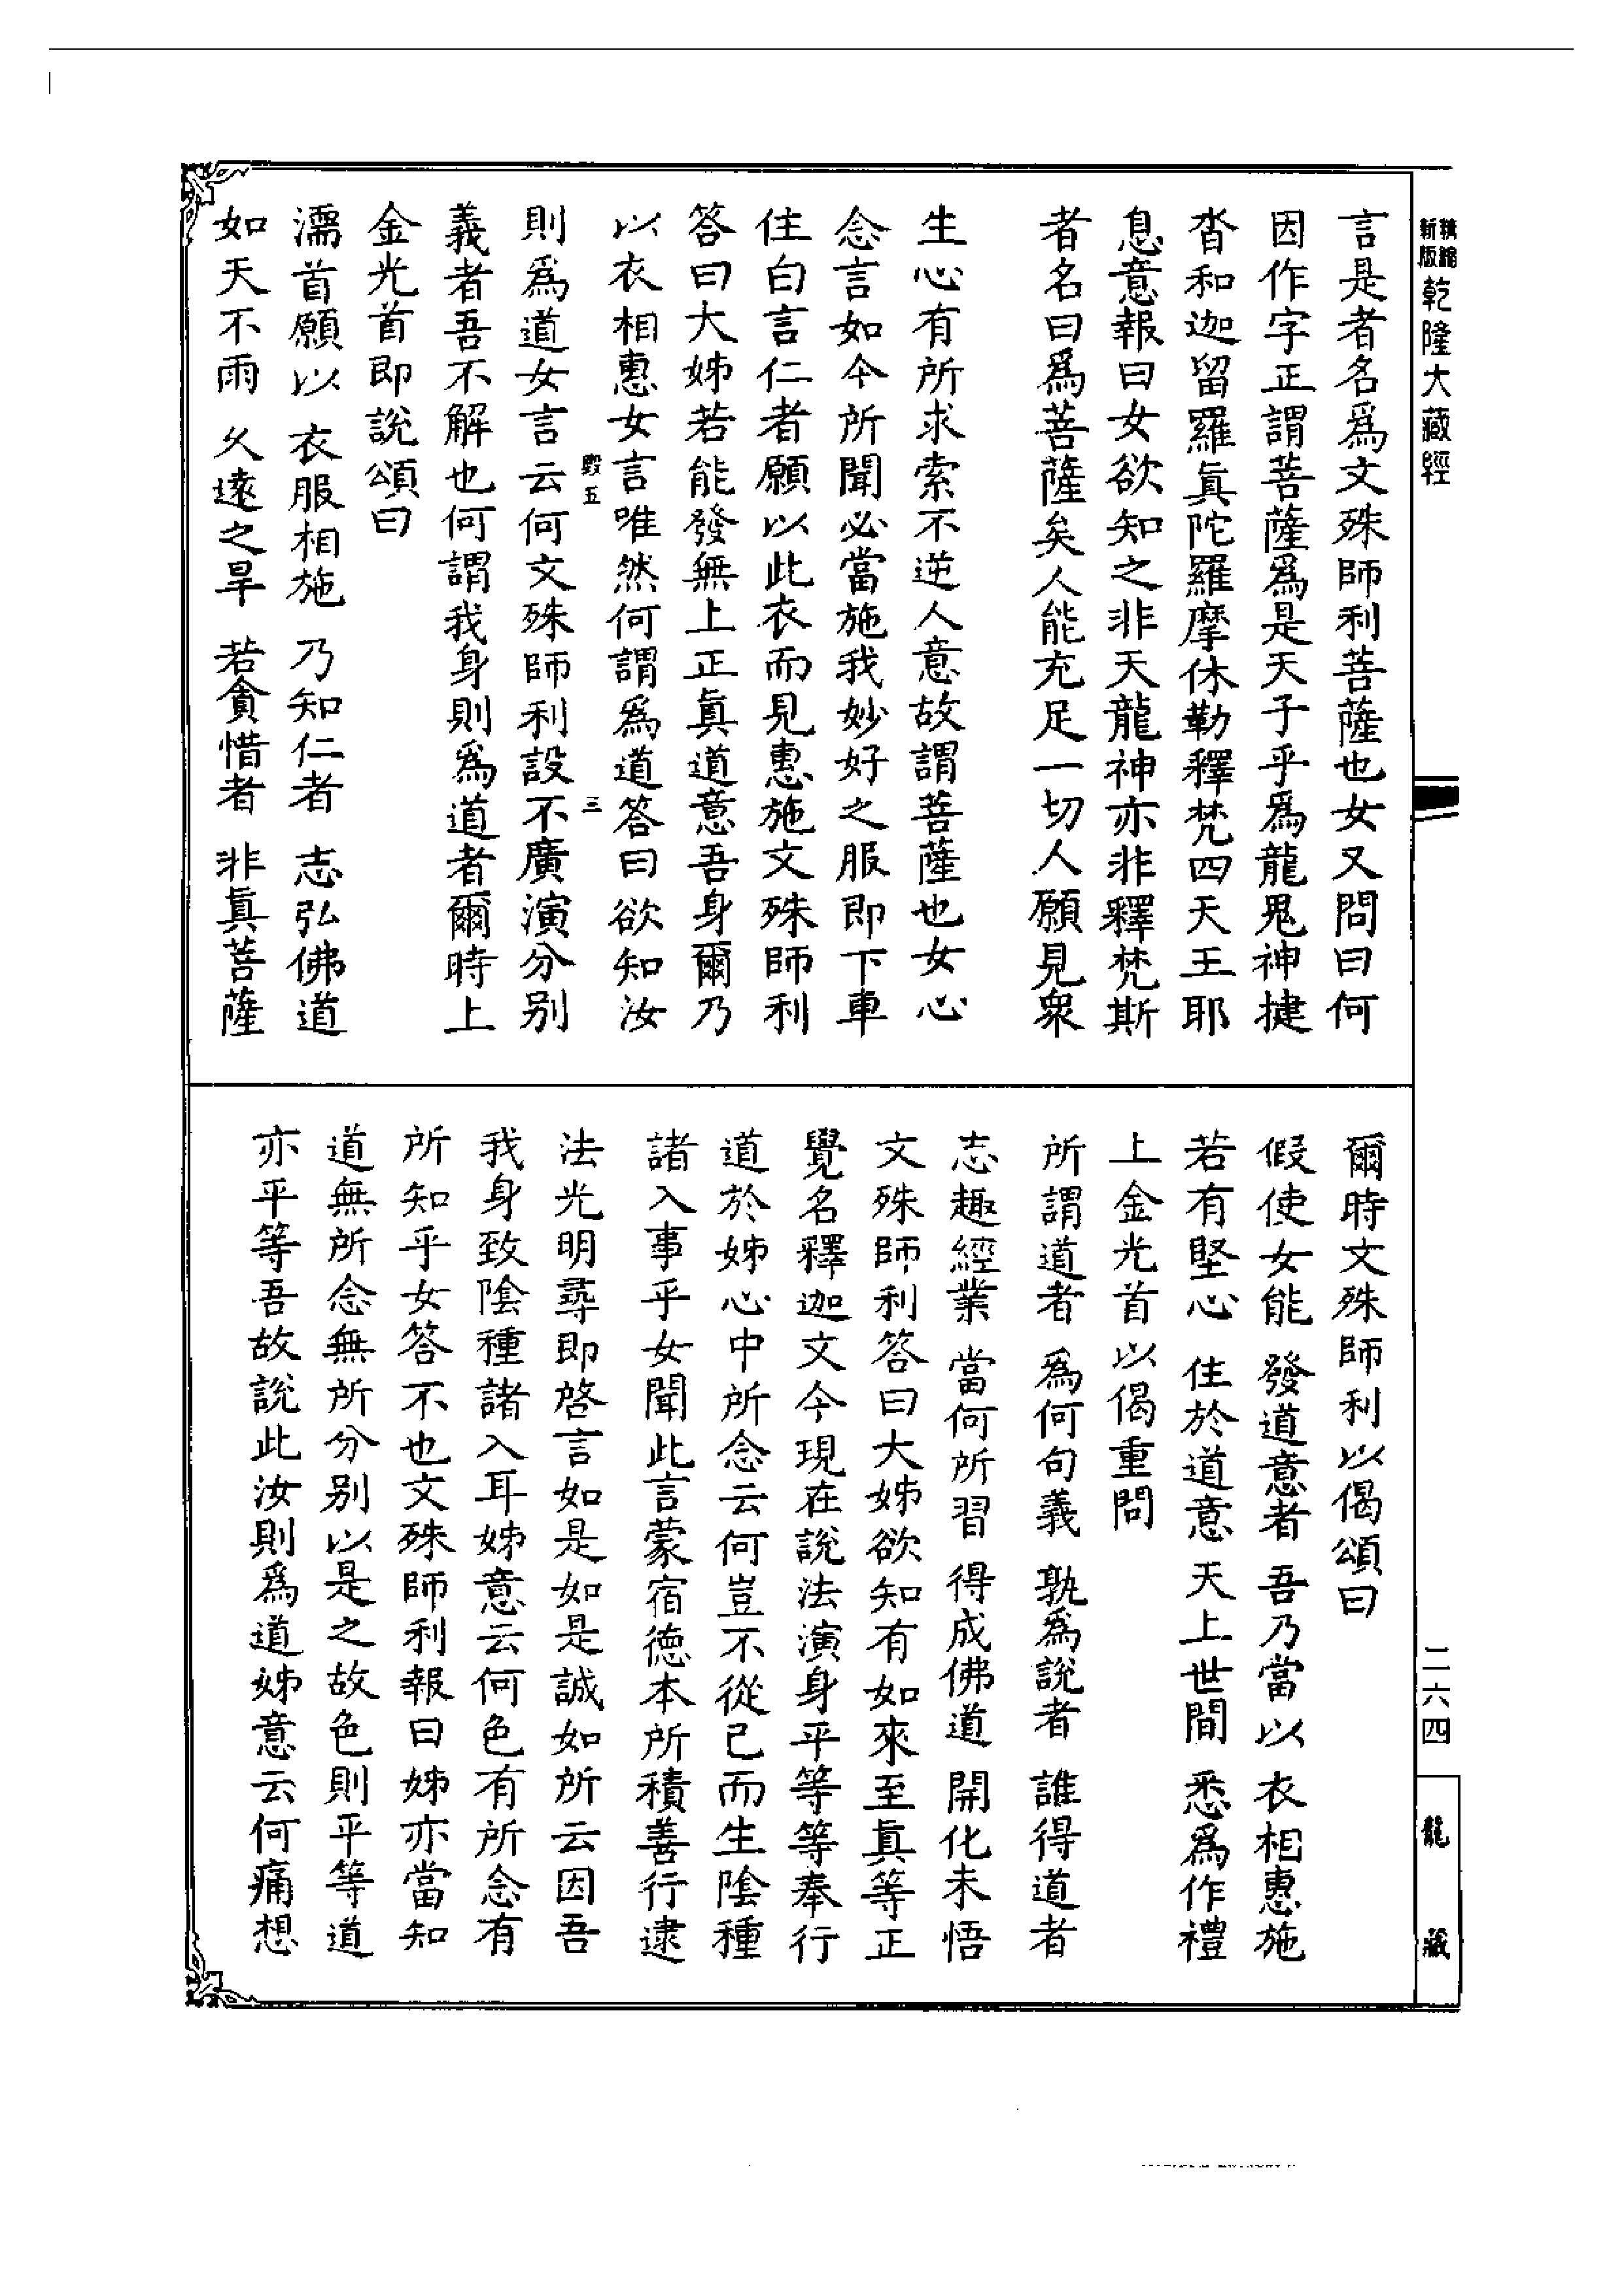 精縮
新版
乾隆大藏經
言是者名爲文殊師利菩薩也女又問曰何
因作字正謂菩薩爲是天子乎爲龍鬼神揵
沓和迦留羅眞陀羅摩休勒釋梵四天王耶
息意報曰女欲知之非天龍神亦非釋梵斯
者名曰爲菩薩矣人能充足一切人願見衆
生心有所求索不逆人意故謂菩薩也女心
念言如今所聞必當施我妙好之服即下車
住白言仁者願以此衣而見惠施文殊師利
答曰大姊若能發無上正眞道意吾身爾乃
以衣相惠女言唯然何謂爲道答曰欲知汝
毀五 三
則爲道女言云何文殊師利設不廣演分别
義者吾不解也何謂我身則爲道者爾時上
金光首即說頌曰
濡首願以 衣服相施 乃知仁者 志弘佛道
如天不雨 久遠之旱 若貪惜者 非眞菩薩
爾時文殊師利以偈頌曰
假使女能 發道意者 吾乃當以 衣相惠施
若有堅心 住於道意 天上世間 悉爲作禮
上金光首以偈重問
所謂道者 爲何句義 孰爲說者 誰得道者
志趣經業 當何所習 得成佛道 開化未悟
文殊師利答曰大姊欲知有如來至眞等正
覺名釋迦文今現在說法演身平等等奉行
道於姊心中所念云何豈不從已而生陰種
諸入事乎女聞此言蒙宿德本所積善行逮
法光明尋即啓言如是如是誠如所云因吾
我身致陰種諸入耳姊意云何色有所念有
所知乎女答不也文殊師利報曰姊亦當知
道無所念無所分别以是之故色則平等道
亦平等吾故說此汝則爲道姊意云何痛想
二六四
龍藏